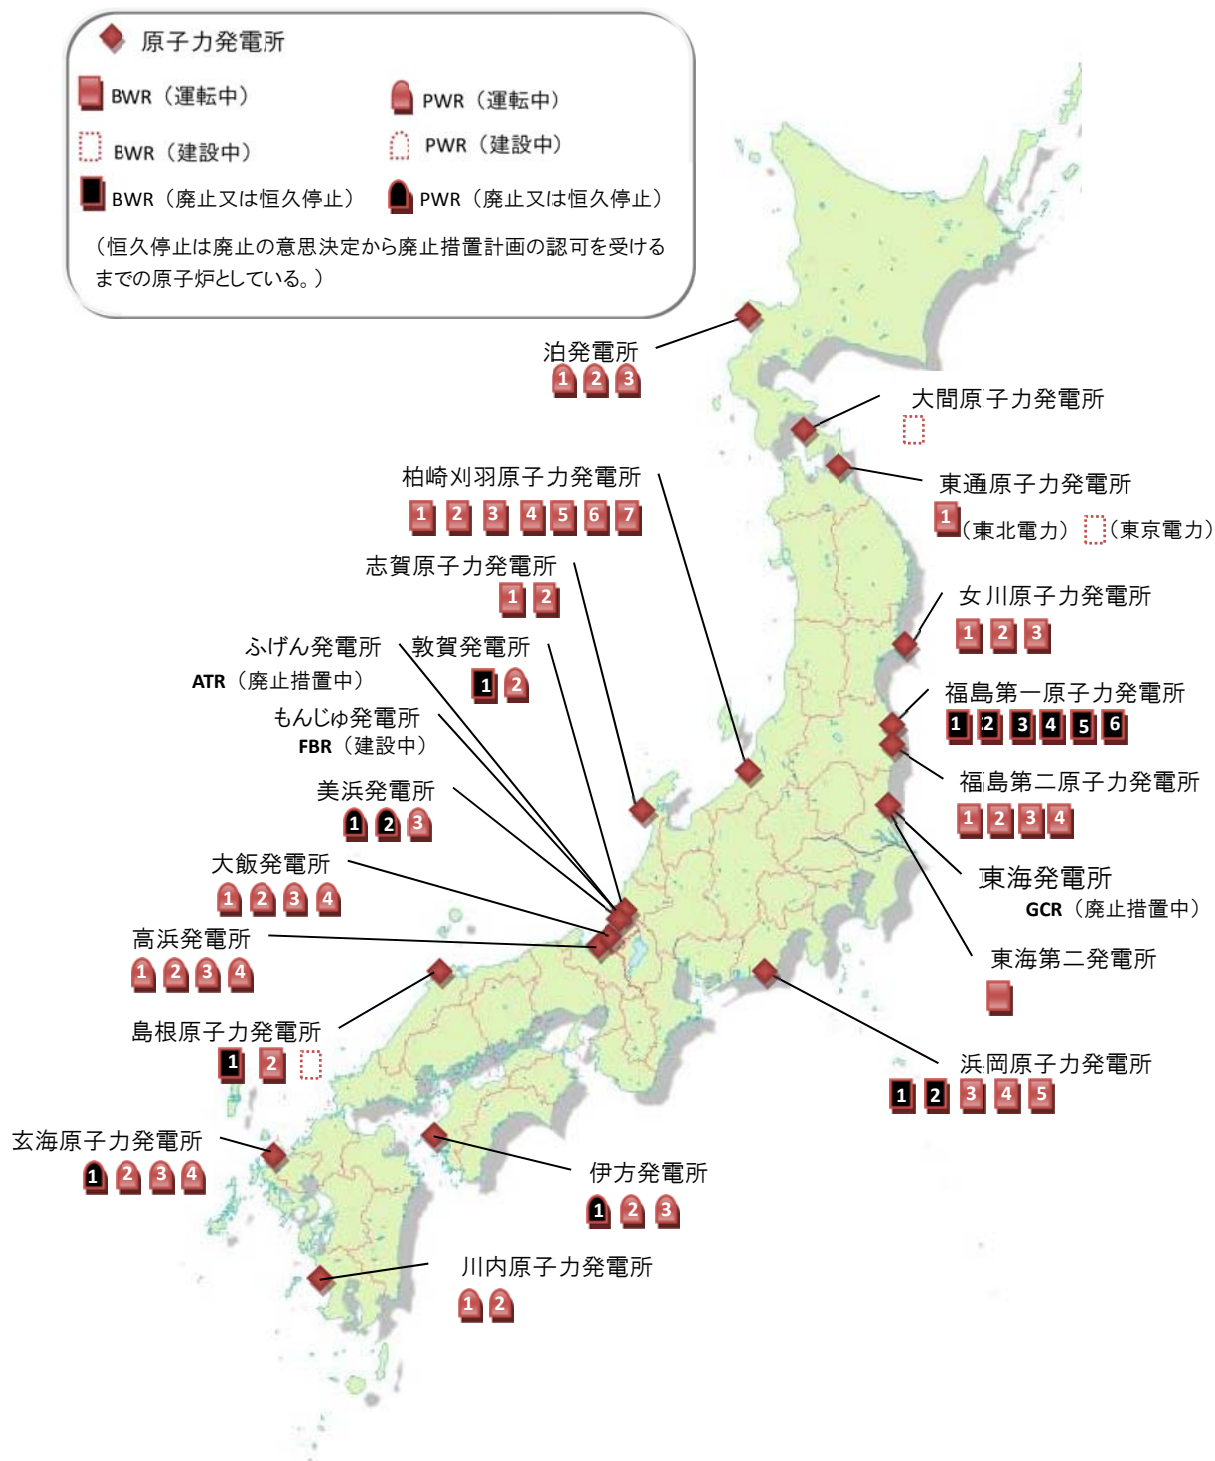 原子力発電所
BWR（運転中）
PWR（運転中）
BWR（建設中）
PWR（建設中）
BWR（廃止又は恒久停止）
PWR（廃止又は恒久停止）
（恒久停止は廃止の意思決定から廃止措置計画の認可を受ける
までの原子炉としている。）
泊発電所
1 2 3
大間原子力発電所
柏崎刈羽原子力発電所
1 2 3 4 5 6 7
東通原子力発電所
1（東北電力）（東京電力）
志賀原子力発電所
1 2
女川原子力発電所
1 2 3
ふげん発電所
ATR（廃止措置中）
敦賀発電所
1 2
もんじゅ発電所
FBR（建設中）
福島第一原子力発電所
1 2 3 4 5 6
福島第二原子力発電所
1 2 3 4
美浜発電所
1 2 3
大飯発電所
1 2 3 4
東海発電所
GCR（廃止措置中）
高浜発電所
1 2 3 4
東海第二発電所
島根原子力発電所
1 2
浜岡原子力発電所
1 2 3 4 5
玄海原子力発電所
1 2 3 4
伊方発電所
1 2 3
川内原子力発電所
1 2